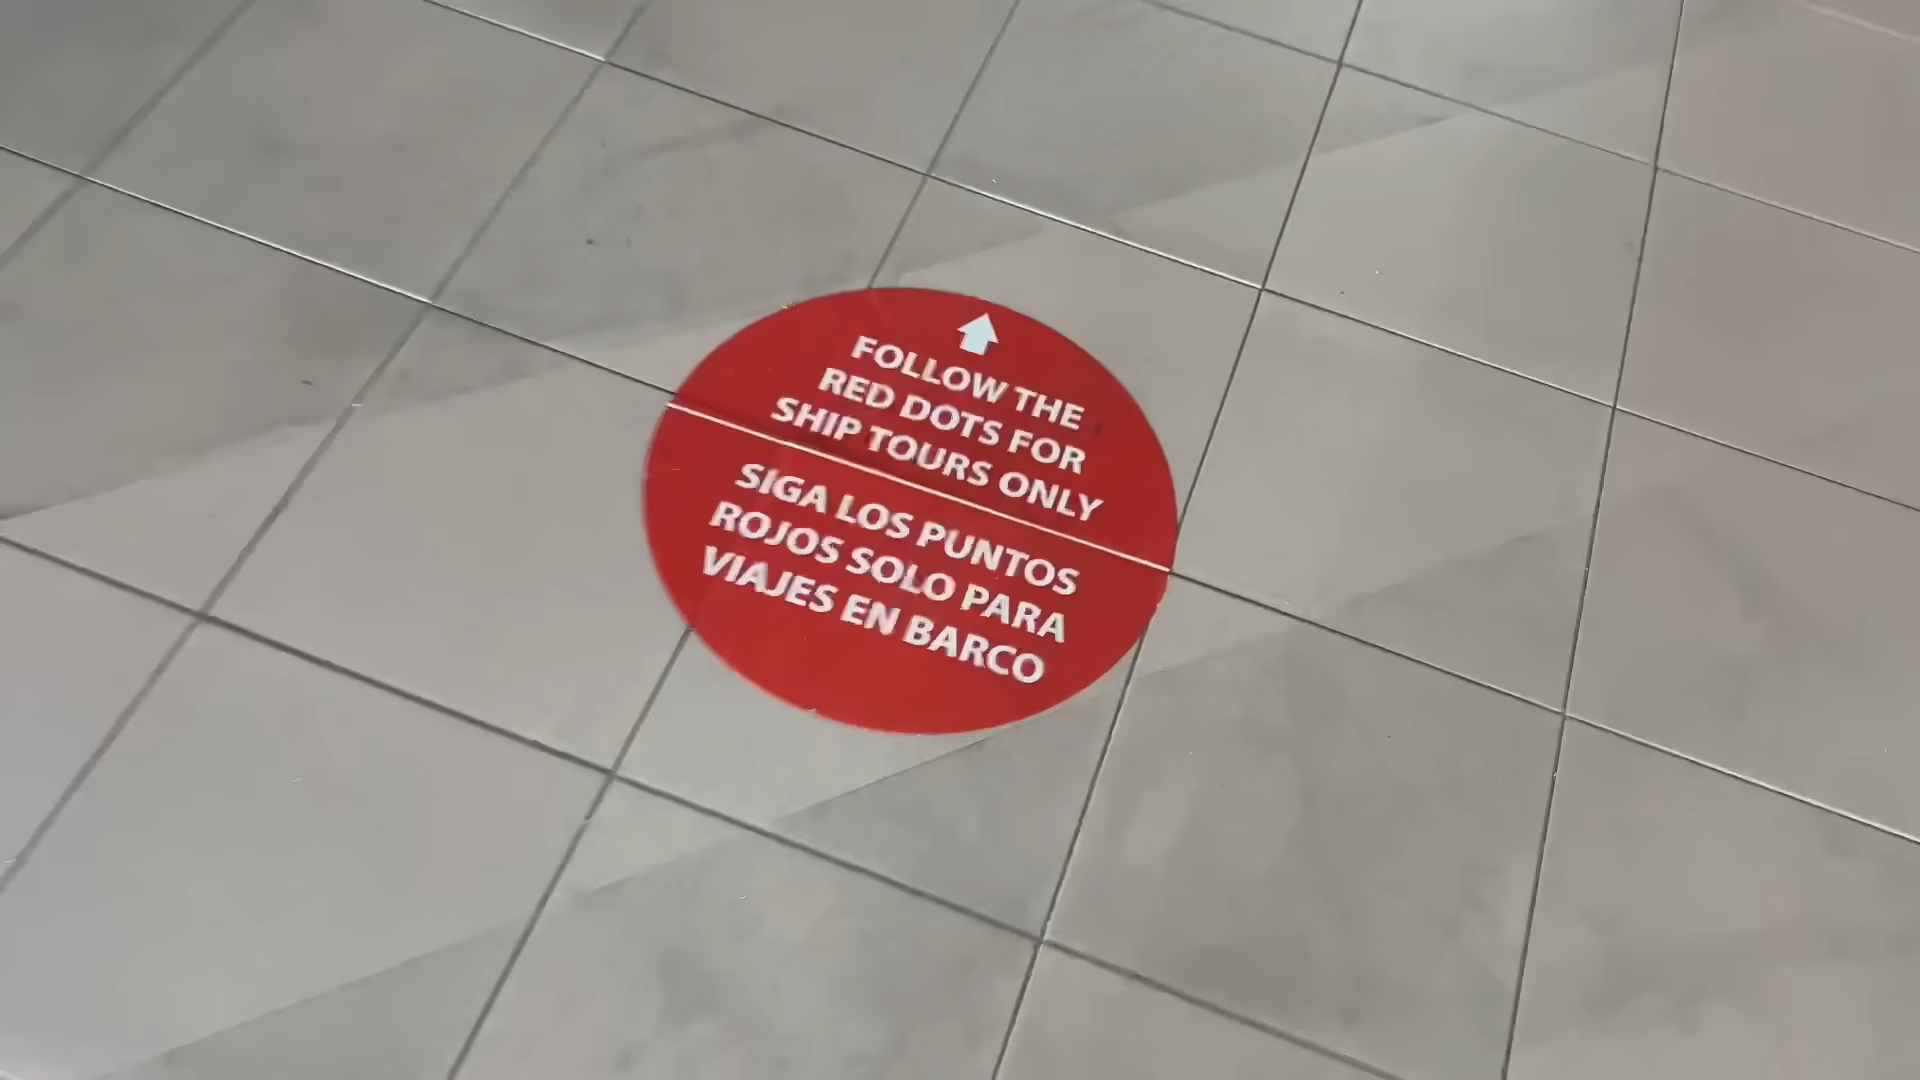 FOLLOW THE
RED DOTS FOR
SHIP TOURS ONLY
SIGA LOS PUNTOS
ROJOS SOLO PARA
VIAJES EN BARCO